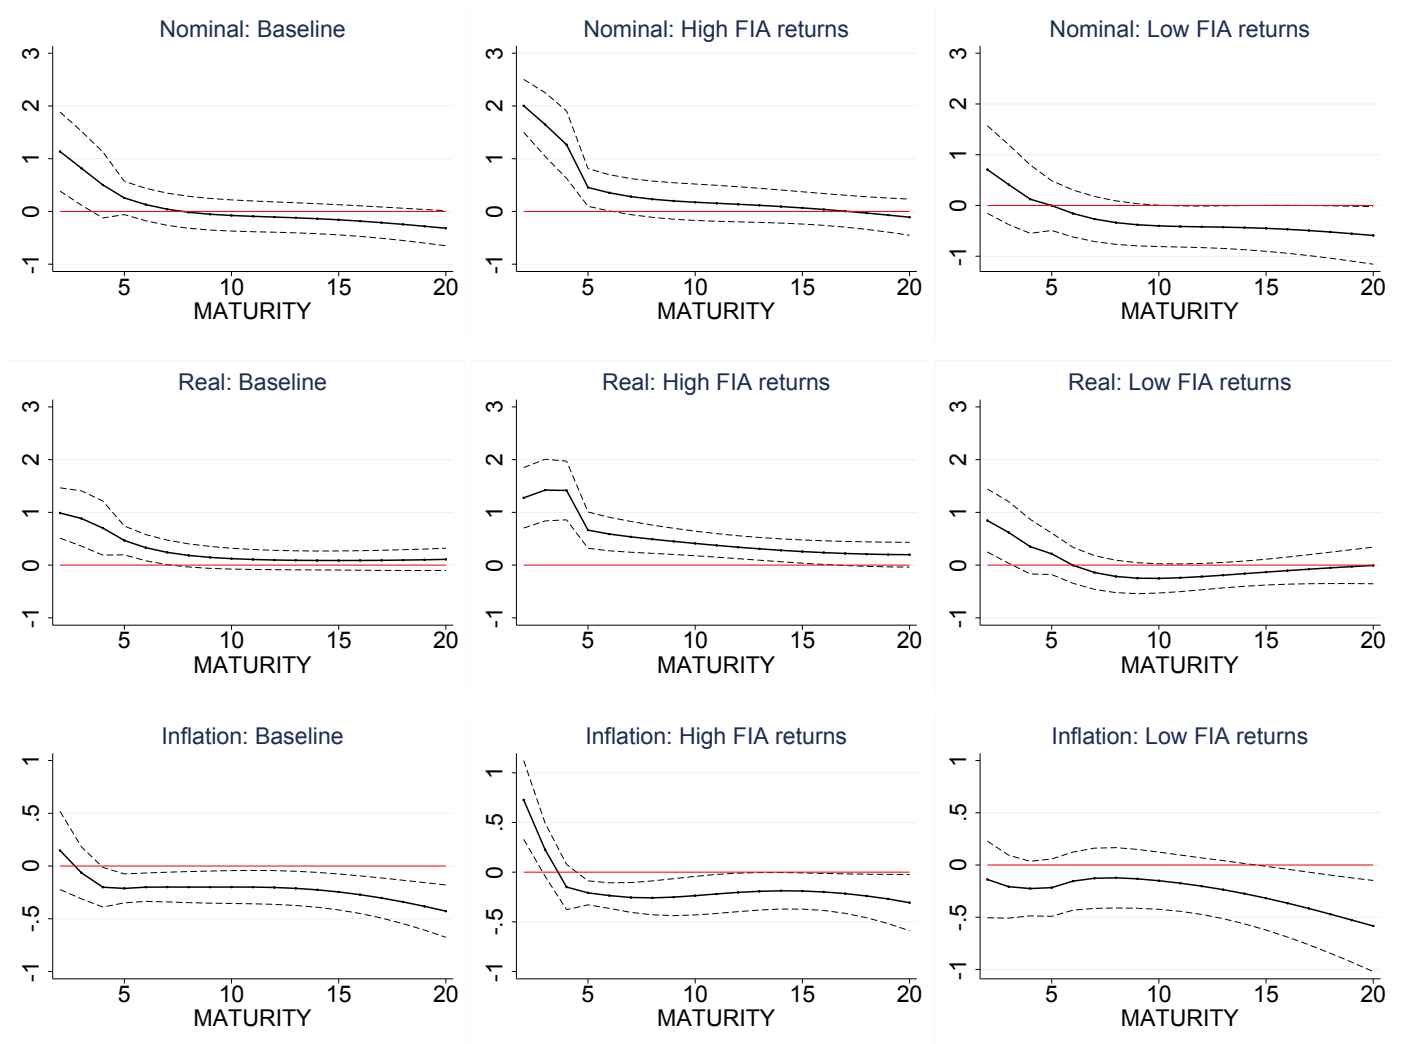 Nominal: Baseline
3
2
1
0
-1
5 10 15 20
MATURITY
Nominal: High FIA returns
3
2
1
0
-1
5 10 15 20
MATURITY
Nominal: Low FIA returns
3
2
1
0
-1
5 10 15 20
MATURITY
Real: Baseline
3
2
1
0
-1
5 10 15 20
MATURITY
Real: High FIA returns
3
2
1
0
-1
5 10 15 20
MATURITY
Real: Low FIA returns
3
2
1
0
-1
5 10 15 20
MATURITY
Inflation: Baseline
1
.5
0
-.5
-1
5 10 15 20
MATURITY
Inflation: High FIA returns
1
.5
0
-.5
-1
5 10 15 20
MATURITY
Inflation: Low FIA returns
1
.5
0
-.5
-1
5 10 15 20
MATURITY